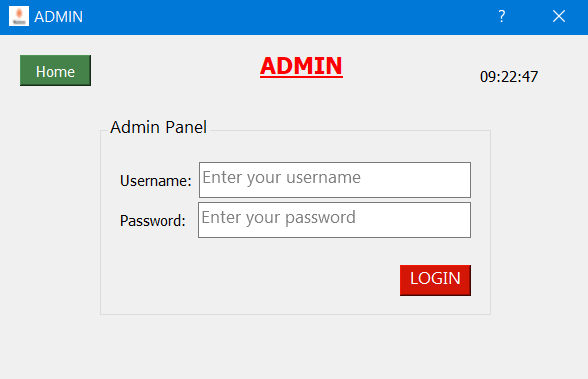 ADMIN
?
Home
ADMIN
09:22:47
Admin Panel
Username: Enter your username
Password: Enter your password
LOGIN